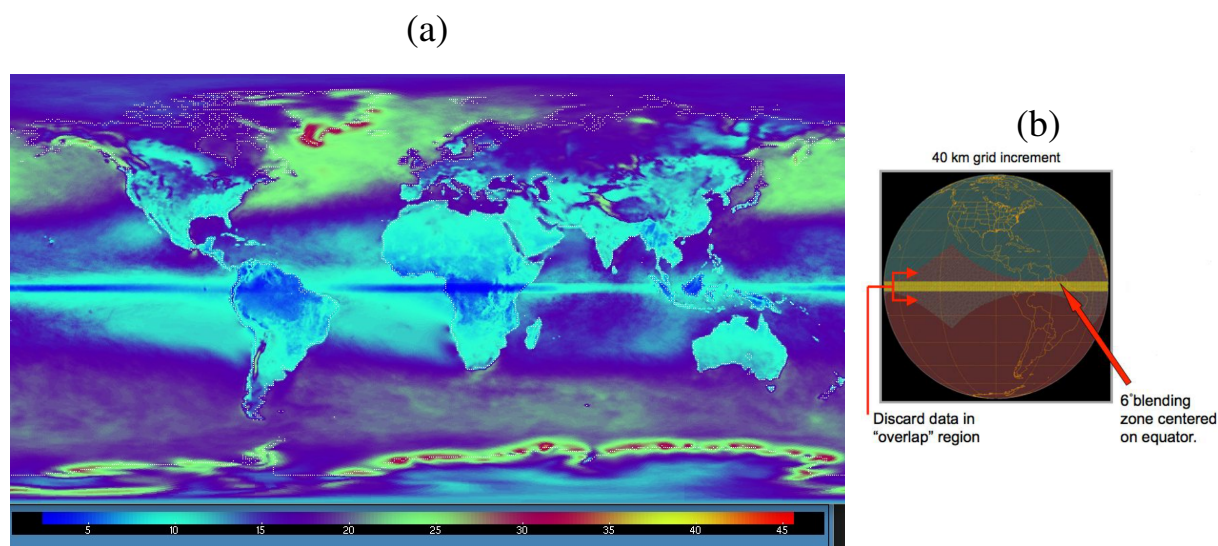 (a)
5 10 15 20 25 30 35 40 45
(b)
40 km grid increment
Discard data in
“overlap” region
6° blending
zone centered
on equator.